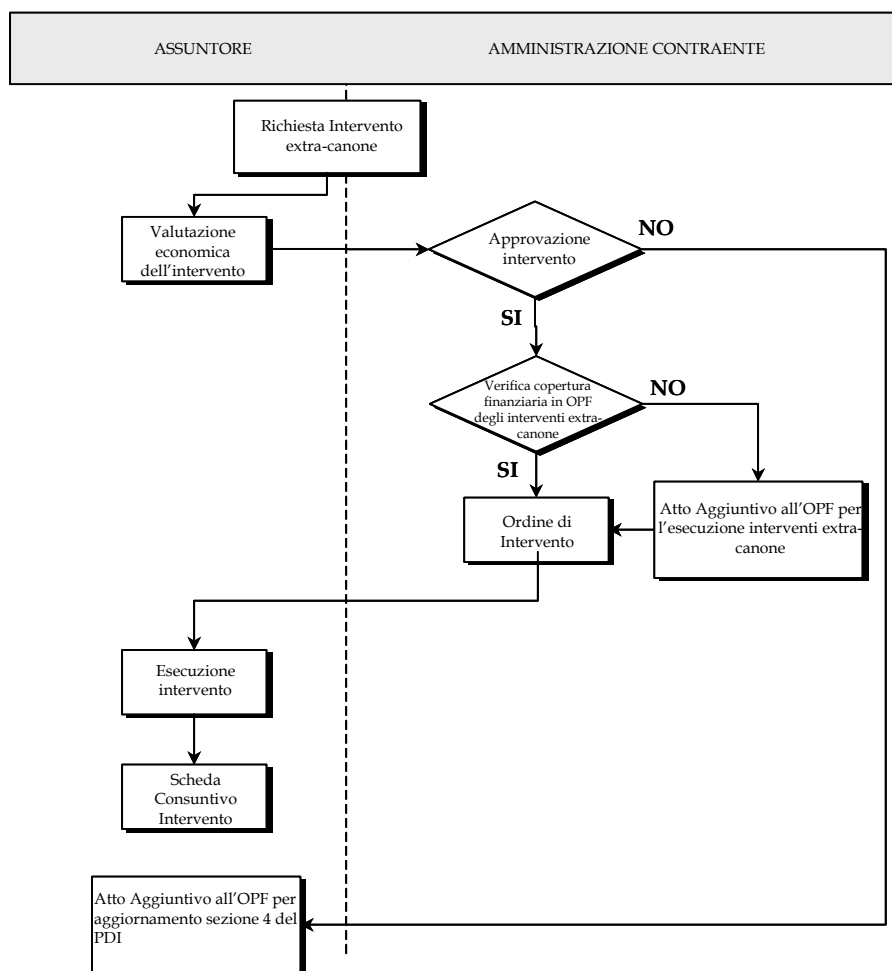 ASSUNTORE
AMMINISTRAZIONE CONTRAENTE
Richiesta Intervento
extra-canone
Valutazione
economica
dell'intervento
Approvazione
intervento
NO
SI
Verifica copertura
finanziaria in OPF
degli interventi extra-
canone
NO
SI
Ordine di
Intervento
Atto Aggiuntivo all'OPF per
l'esecuzione interventi extra-
canone
Esecuzione
intervento
Scheda
Consuntivo
Intervento
Atto Aggiuntivo all'OPF per
aggiornamento sezione 4 del
PDI